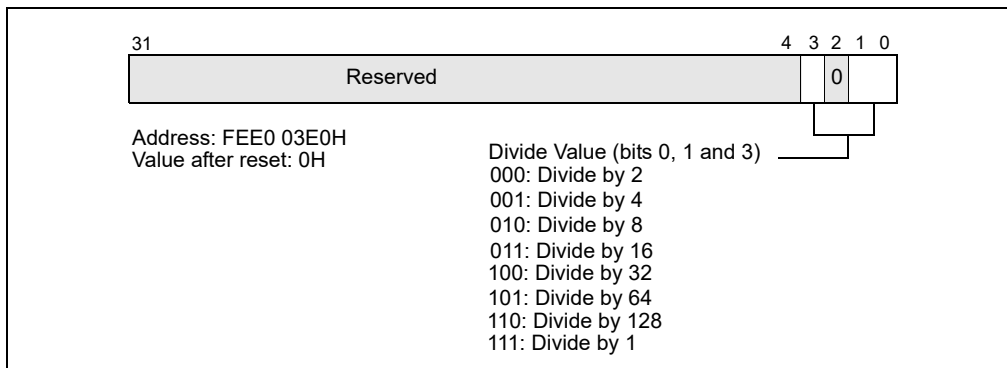 31 4 3 2 1 0
Reserved 0
Address: FEE0 03E0H
Value after reset: 0H
Divide Value (bits 0, 1 and 3)
000: Divide by 2
001: Divide by 4
010: Divide by 8
011: Divide by 16
100: Divide by 32
101: Divide by 64
110: Divide by 128
111: Divide by 1